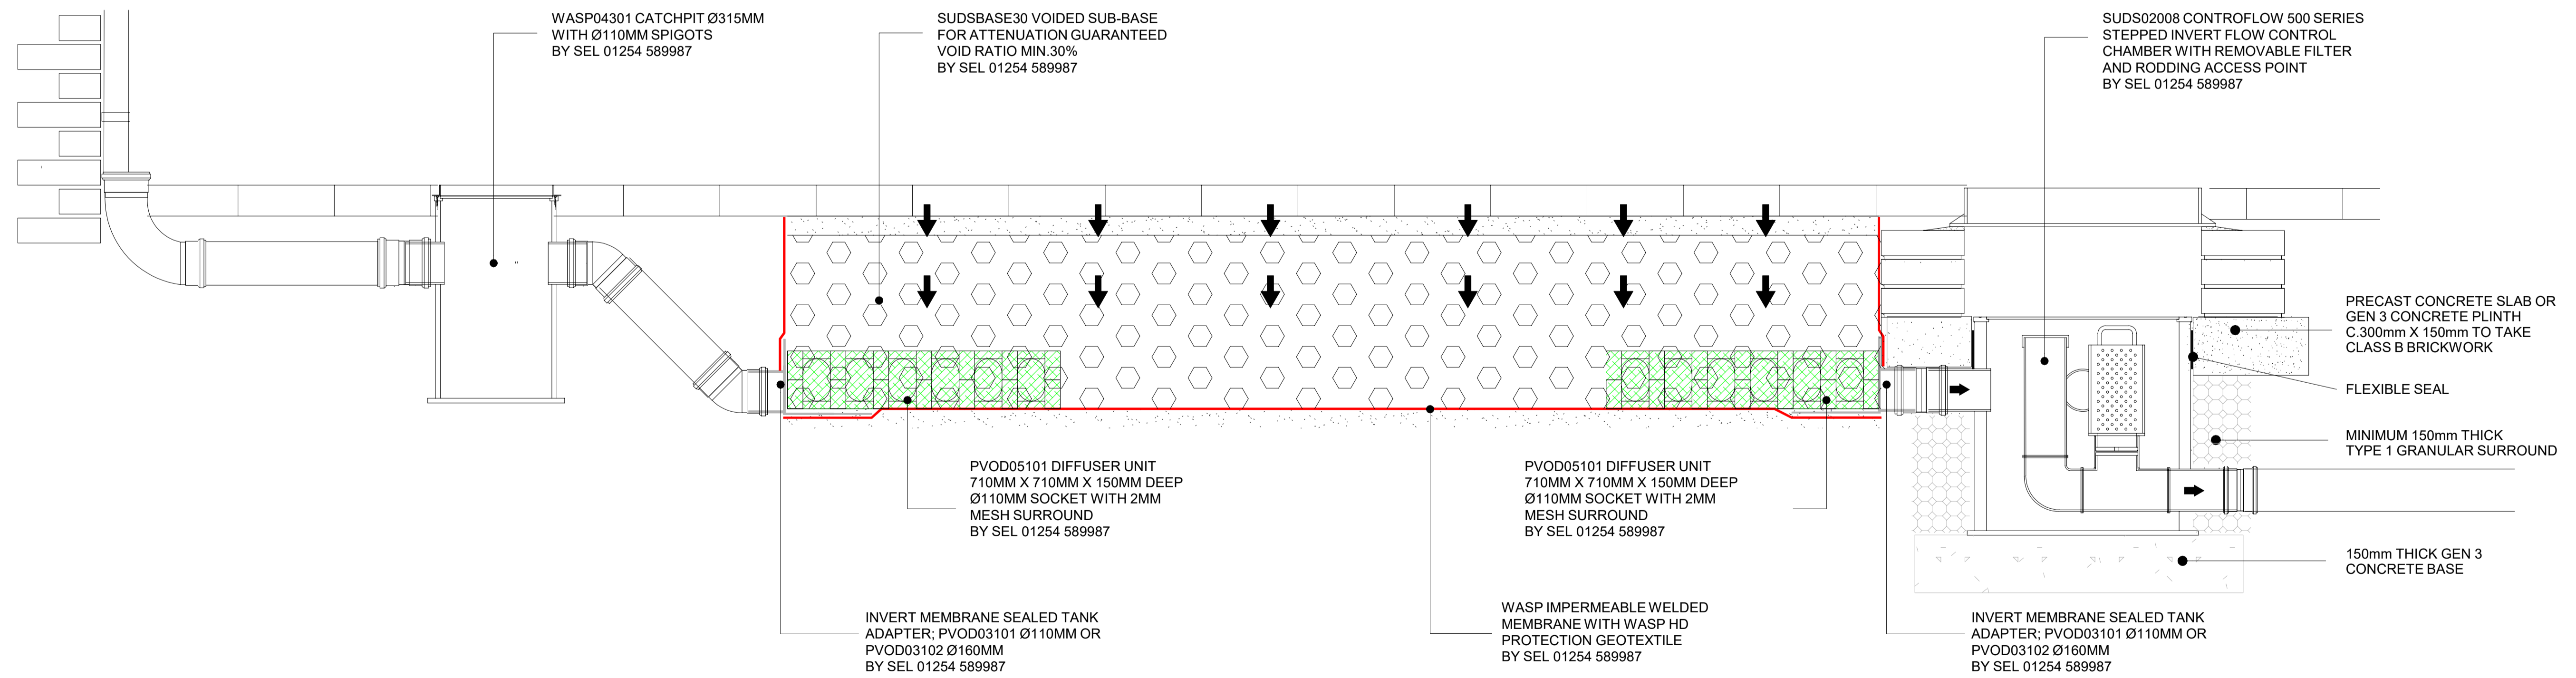 WASP04301 CATCHPIT Ø315MM
WITH Ø110MM SPIGOTS
BY SEL 01254 589987
SUDSBASE30 VOIDED SUB-BASE
FOR ATTENUATION GUARANTEED
VOID RATIO MIN.30%
BY SEL 01254 589987
SUDS02008 CONTROFLOW 500 SERIES
STEPPED INVERT FLOW CONTROL
CHAMBER WITH REMOVABLE FILTER
AND RODDING ACCESS POINT
BY SEL 01254 589987
PRECAST CONCRETE SLAB OR
GEN 3 CONCRETE PLINTH
C.300mm X 150mm TO TAKE
CLASS B BRICKWORK
FLEXIBLE SEAL
MINIMUM 150mm THICK
TYPE 1 GRANULAR SURROUND
150mm THICK GEN 3
CONCRETE BASE
PVOD05101 DIFFUSER UNIT
710MM X 710MM X 150MM DEEP
Ø110MM SOCKET WITH 2MM
MESH SURROUND
BY SEL 01254 589987
PVOD05101 DIFFUSER UNIT
710MM X 710MM X 150MM DEEP
Ø110MM SOCKET WITH 2MM
MESH SURROUND
BY SEL 01254 589987
INVERT MEMBRANE SEALED TANK
ADAPTER; PVOD03101 Ø110MM OR
PVOD03102 Ø160MM
BY SEL 01254 589987
WASP IMPERMEABLE WELDED
MEMBRANE WITH WASP HD
PROTECTION GEOTEXTILE
BY SEL 01254 589987
INVERT MEMBRANE SEALED TANK
ADAPTER; PVOD03101 Ø110MM OR
PVOD03102 Ø160MM
BY SEL 01254 589987